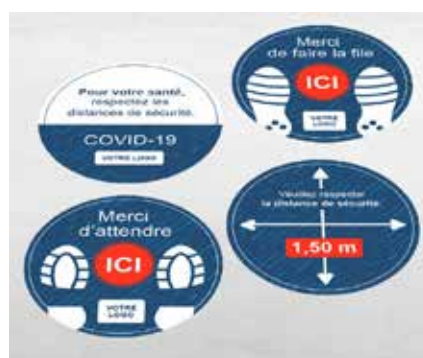 Merci
de faire la file
ICI
VOTRE
LOGO
Pour votre santé,
respectez les
distances de sécurité.
COVID-19
VOTRE LOGO
Merci
d'attendre
ICI
VOTRE
LOGO
Veuillez respecter
la distance de sécurité
1,50 m